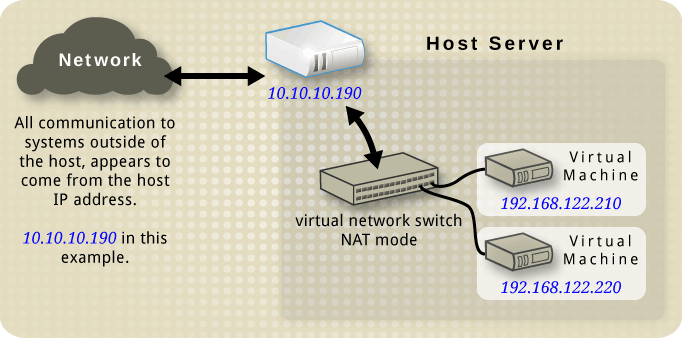 Network
Host Server
10.10.10.190
All communication to
systems outside of
the host, appears to
come from the host
IP address.
10.10.10.190 in this
example.
virtual network switch
NAT mode
Virtual
Machine
192.168.122.210
Virtual
Machine
192.168.122.220